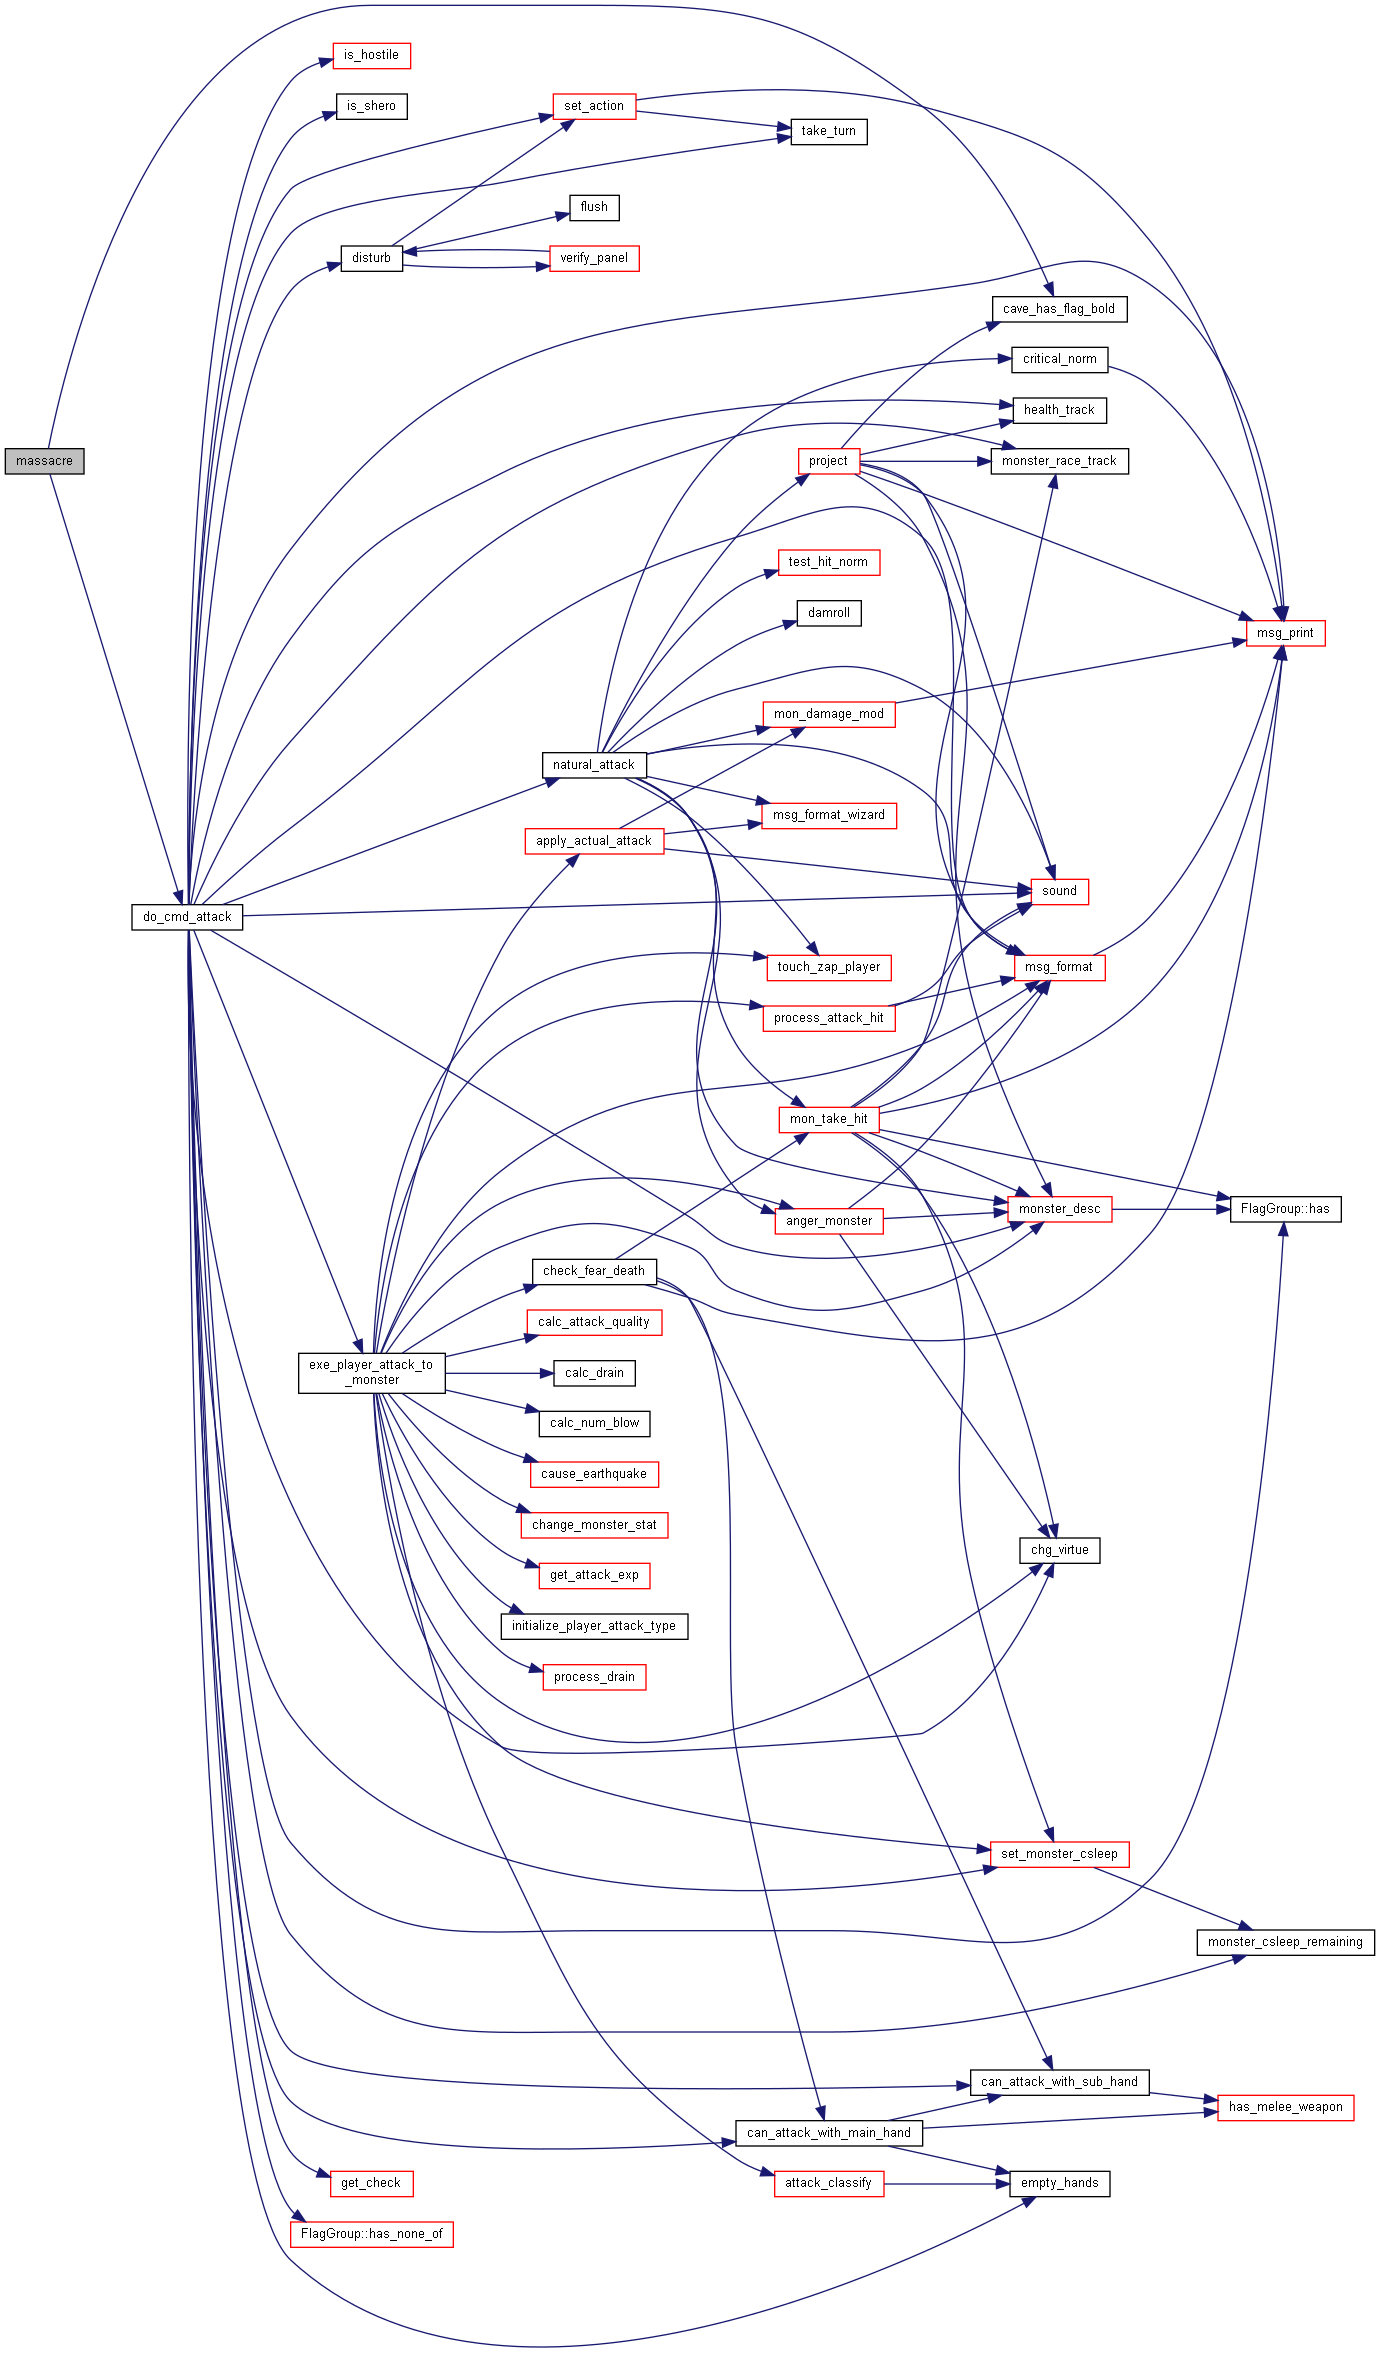 is_hostile
is_shero
set_action
take_turn
flush
disturb
verify_panel
cave_has_flag_bold
critical_norm
health_track
massacre
project
monster_race_track
test_hit_norm
damroll
msg_print
mon_damage_mod
natural_attack
msg_format_wizard
apply_actual_attack
sound
do_cmd_attack
touch_zap_player
msg_format
process_attack_hit
mon_take_hit
monster_desc
FlagGroup::has
anger_monster
check_fear_death
calc_attack_quality
exe_player_attack_to
_monster
calc_drain
calc_num_blow
cause_earthquake
change_monster_stat
chg_virtue
get_attack_exp
initialize_player_attack_type
process_drain
set_monster_csleep
monster_csleep_remaining
can_attack_with_sub_hand
has_melee_weapon
can_attack_with_main_hand
get_check
attack_classify
empty_hands
FlagGroup::has_none_of